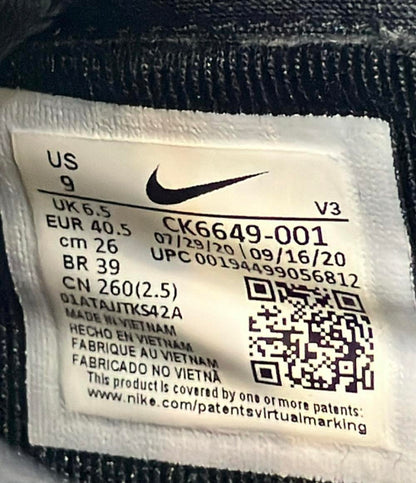 US
9
V3
UK 6.5
EUR 40.5
cm 26
BR 39
CN 260(2.5)
CK6649-001
07/29/20 | 09/16/20
UPC 00194499056812
01ATAJJTKS42A
MADE IN VIETNAM
HECHO EN VIETNAM
FABRIQUE AU VIETNAM
FABRICADO NO VIETNÃ
This product is covered by one or more patents:
www.nike.com/patentsvirtualmarking